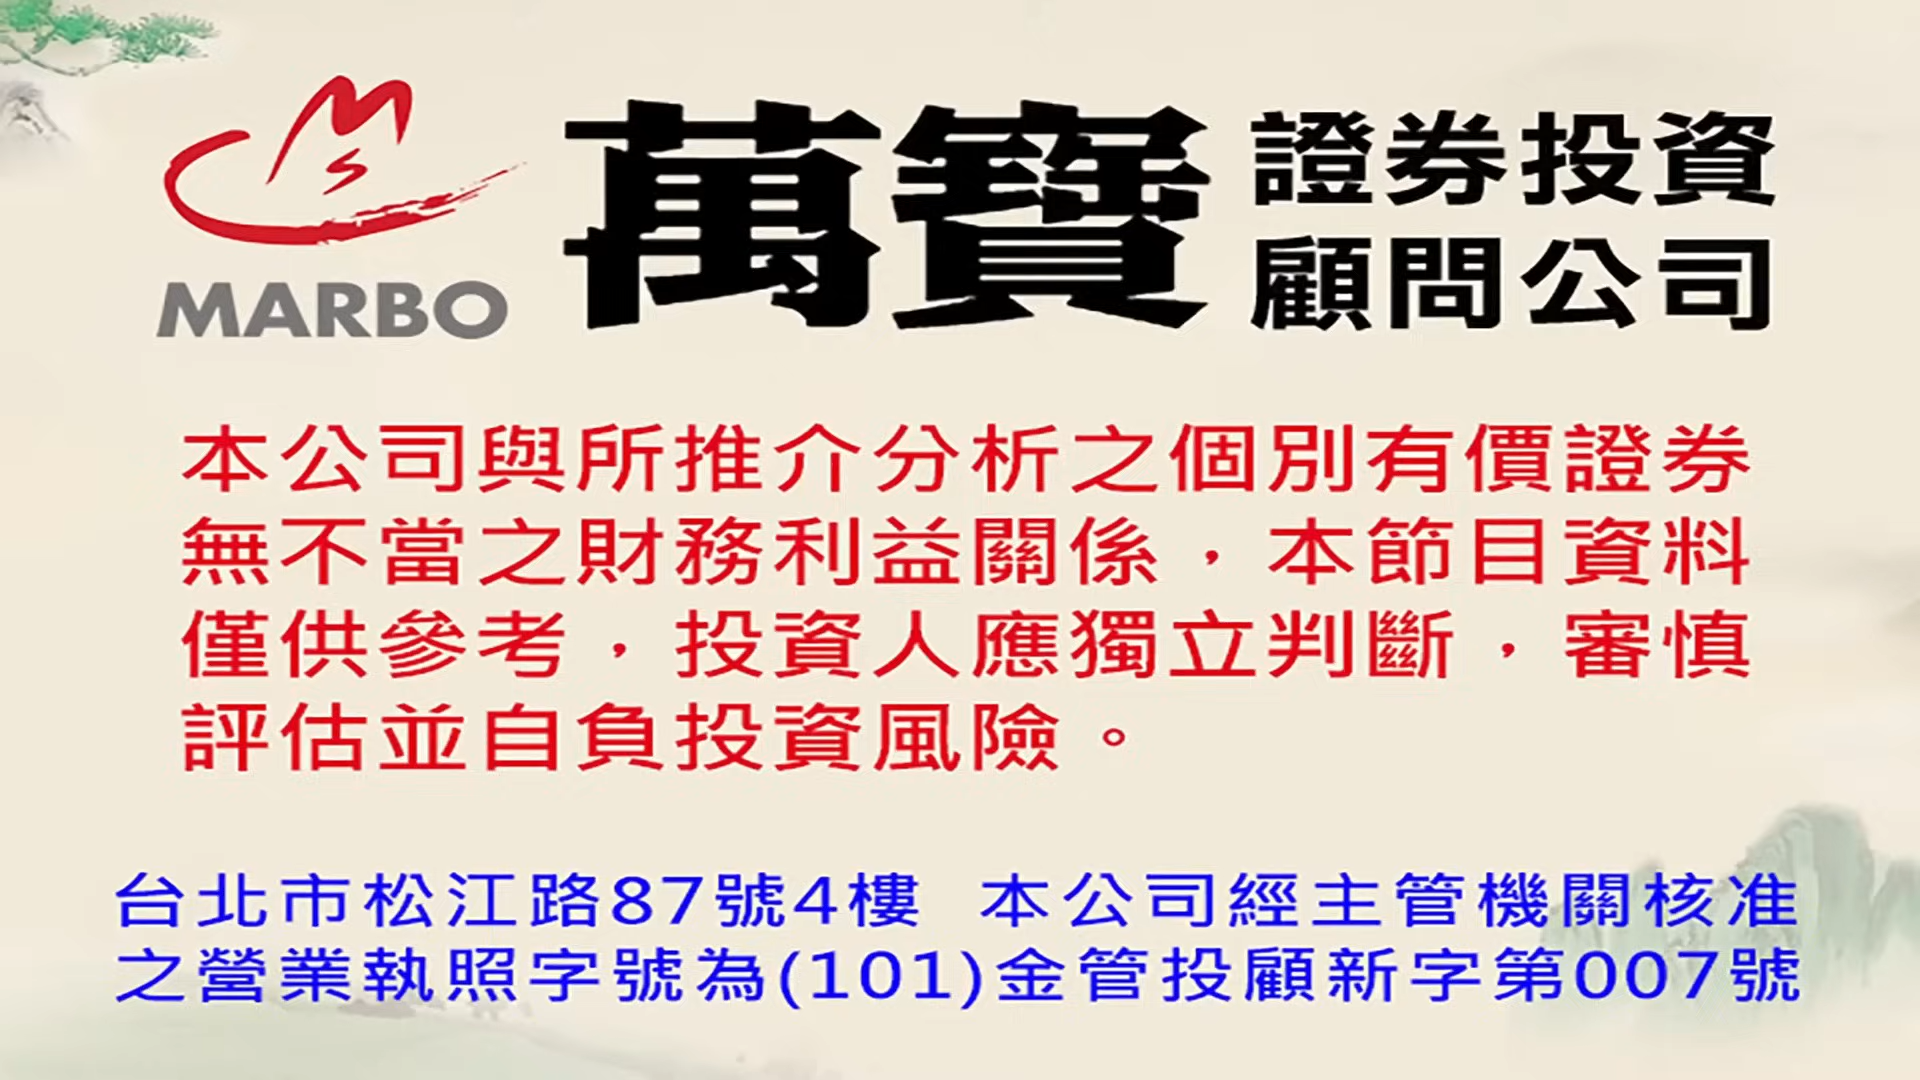 MARBO
萬寶 證券投資
顧問公司
本公司與所推介分析之個別有價證券
無不當之財務利益關係，本節目資料
僅供參考，投資人應獨立判斷，審慎
評估並自負投資風險。
台北市松江路87號4樓 本公司經主管機關核准
之營業執照字號為(101)金管投顧新字第007號